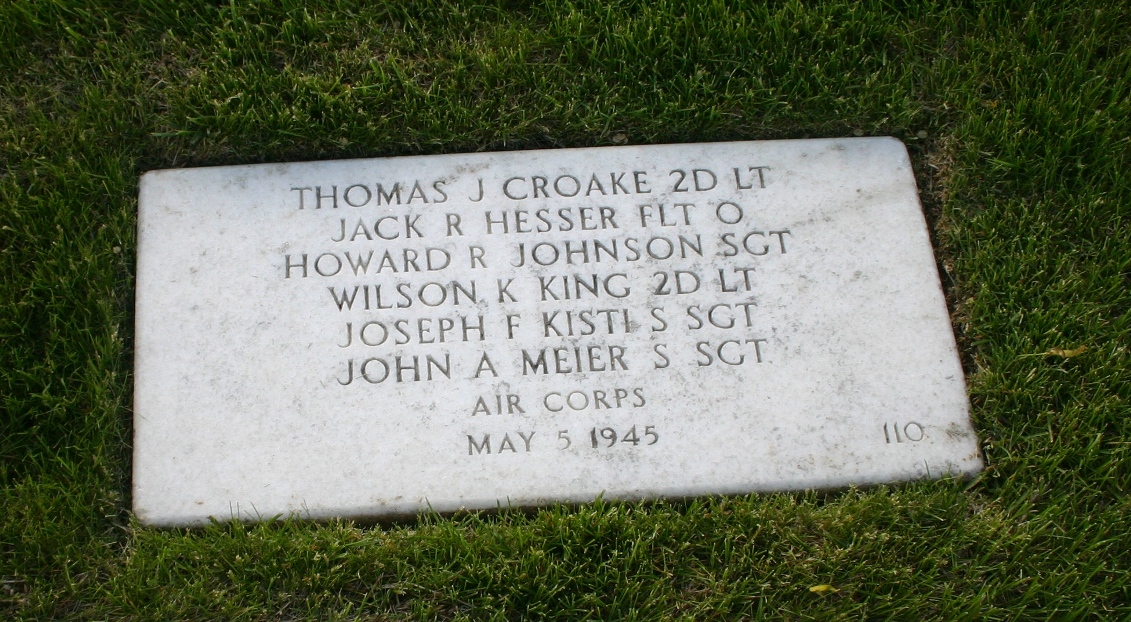 THOMAS J CROAKE 2D LT
JACK R HESSER FLT O
HOWARD R JOHNSON SGT
WILSON K KING 2D LT
JOSEPH F KISTI S SGT
JOHN A MEIER S SGT
AIR CORPS
MAY 5 1945
110